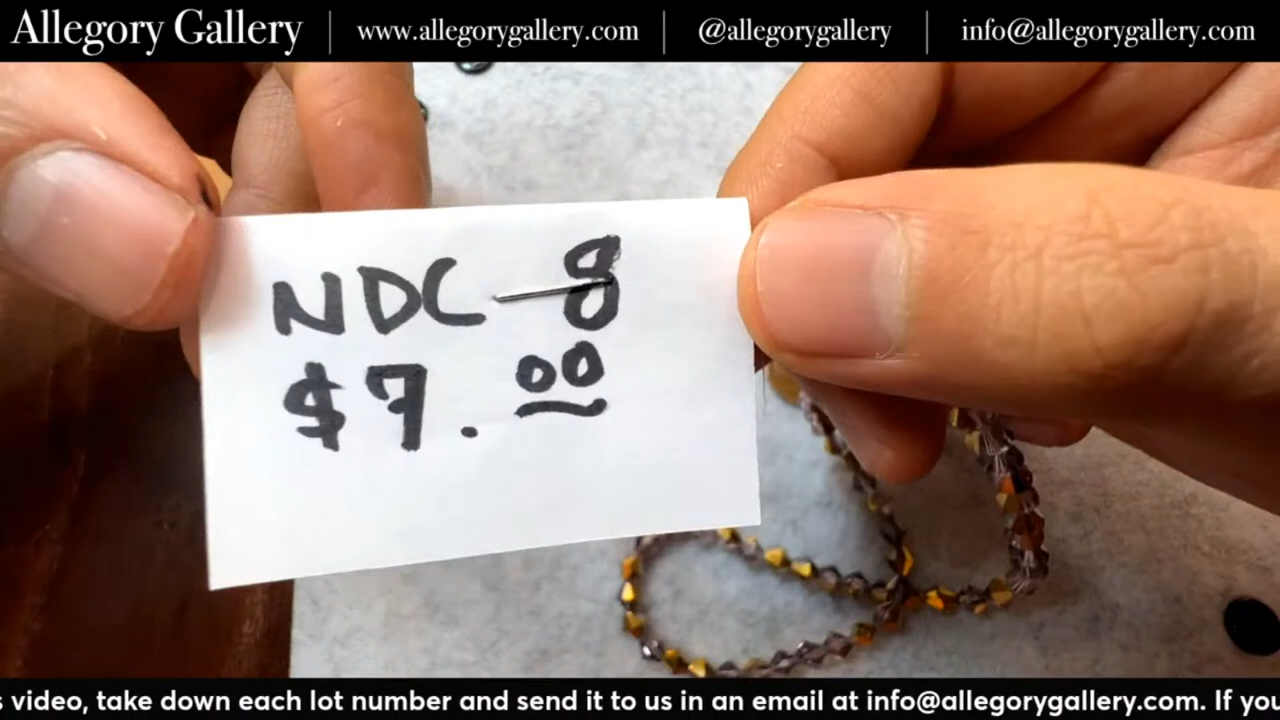 Allegory Gallery | www.allegorygallery.com | @allegorygallery | info@allegorygallery.com
NDC-8
$7.00
s video, take down each lot number and send it to us in an email at info@allegorygallery.com. If you